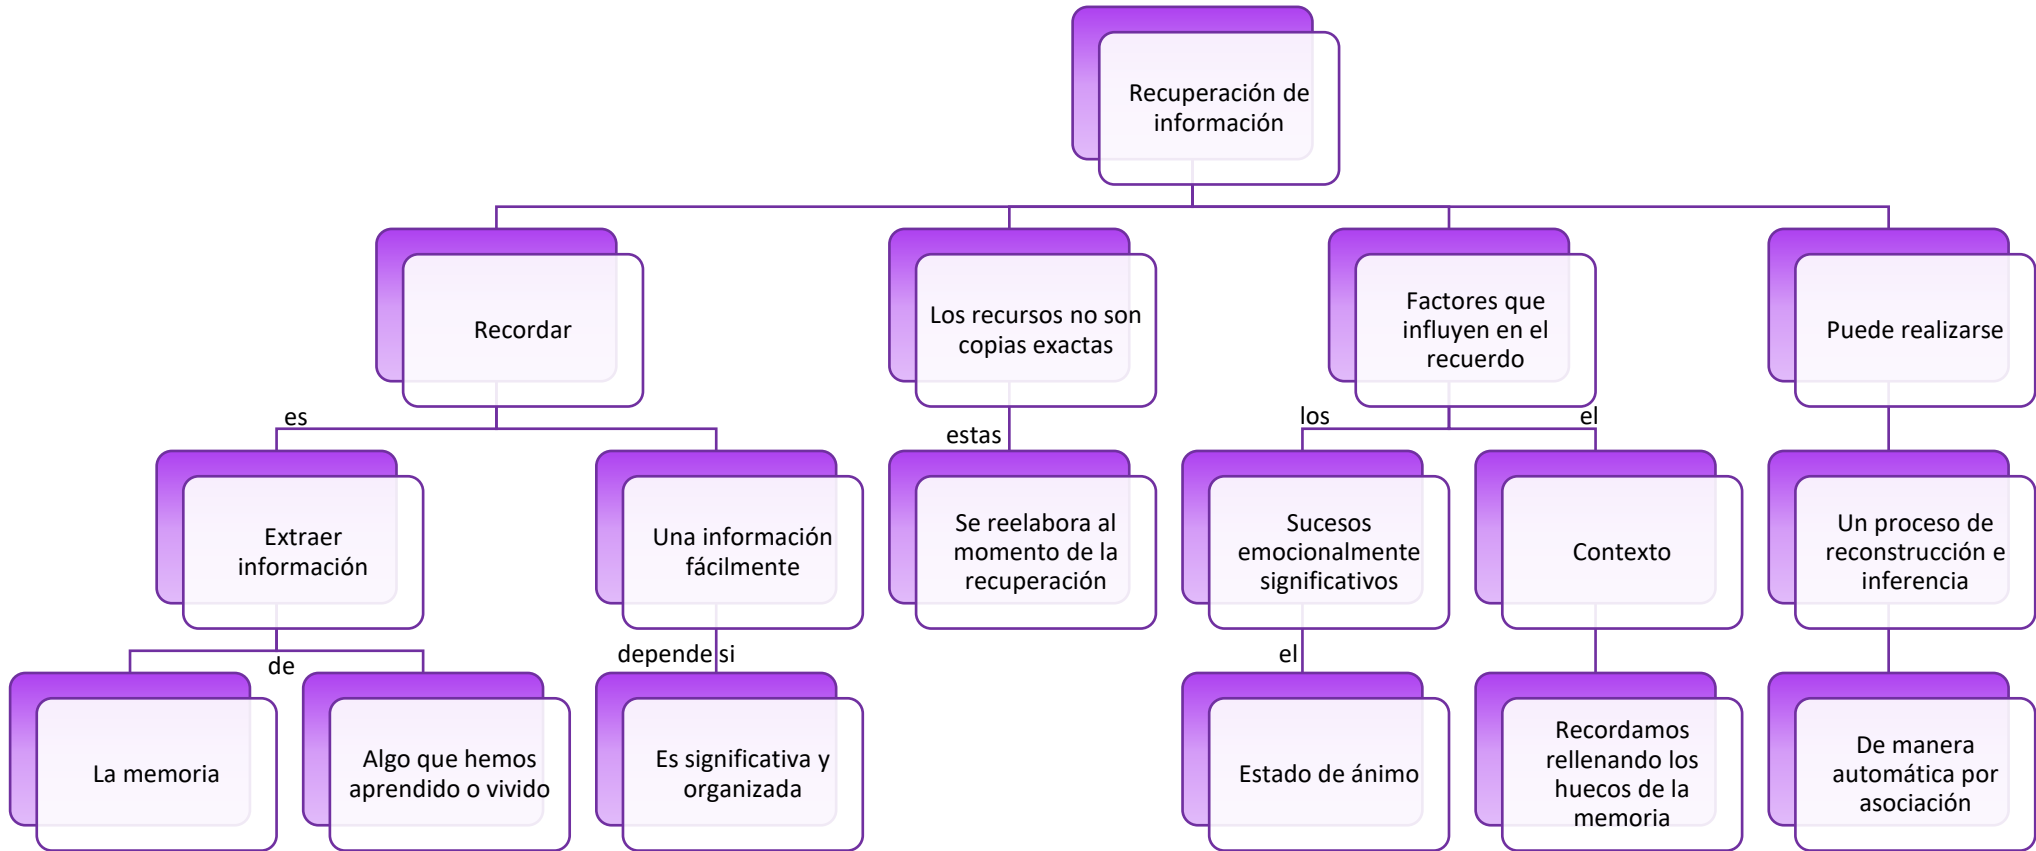 Recuperación de
información
Recordar
Los recursos no son
copias exactas
Factores que
influyen en el
recuerdo
Puede realizarse
es
estas
los
el
Extraer
información
Una información
fácilmente
Se reelabora al
momento de la
recuperación
Sucesos
emocionalmente
significativos
Contexto
Un proceso de
reconstrucción e
inferencia
de
depende si
el
La memoria
Algo que hemos
aprendido o vivido
Es significativa y
organizada
Estado de ánimo
Recordamos
rellenando los
huecos de la
memoria
De manera
automática por
asociación